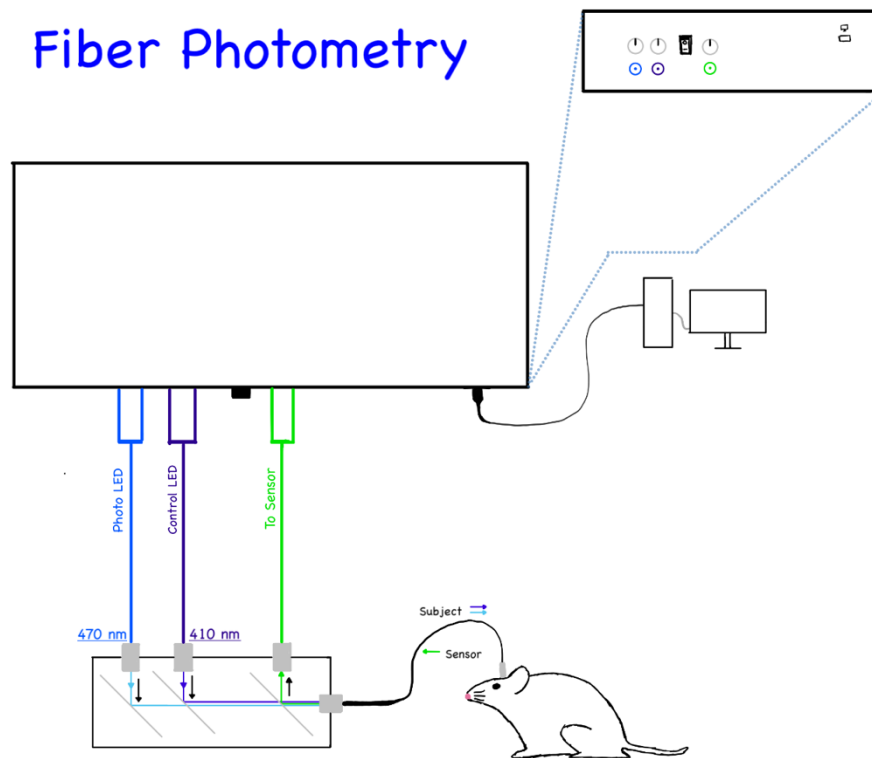 Fiber Photometry
Photo LED
Control LED
To Sensor
470 nm
410 nm
Subject
Sensor